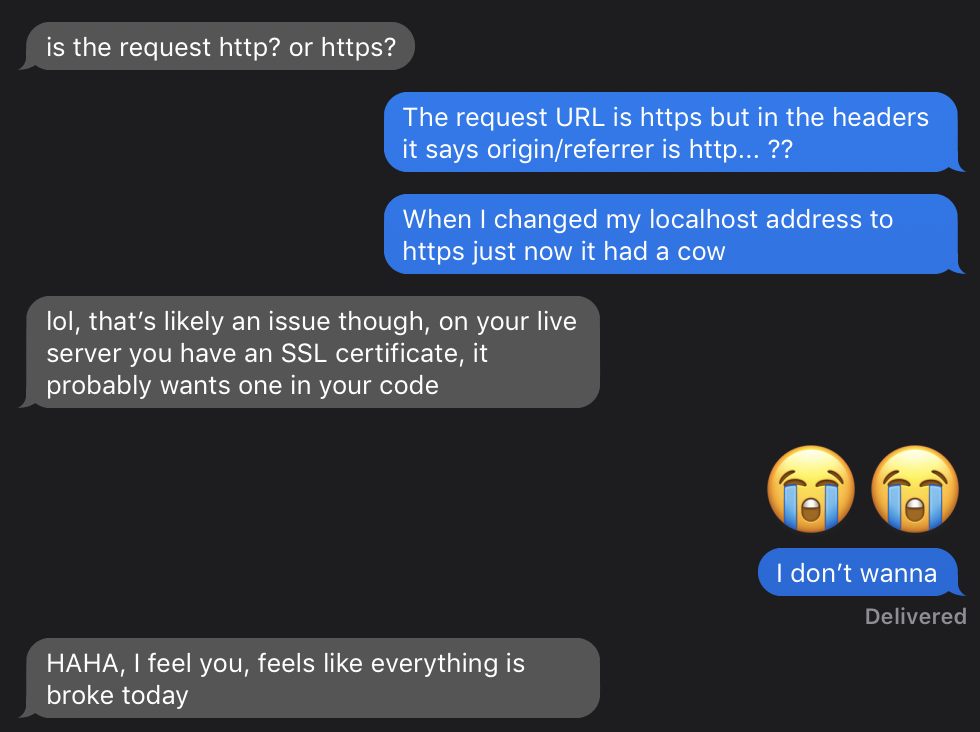 is the request http? or https?
The request URL is https but in the headers
it says origin/referrer is http... ??
When I changed my localhost address to
https just now it had a cow
lol, that’s likely an issue though, on your live
server you have an SSL certificate, it
probably wants one in your code
😭😭
I don’t wanna
Delivered
HAHA, I feel you, feels like everything is
broke today